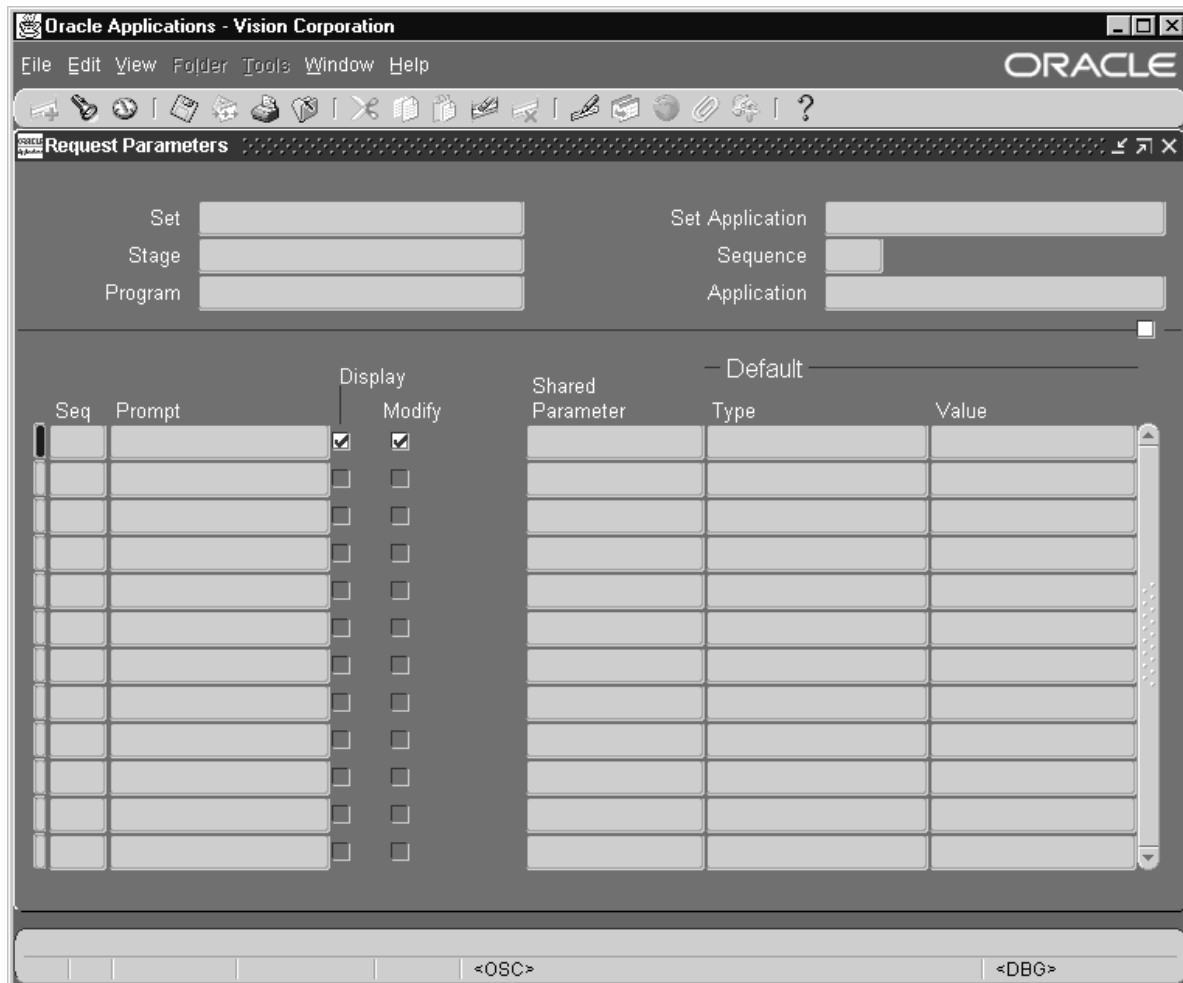 Oracle Applications - Vision Corporation
File Edit View Folder Tools Window Help
ORACLE
Request Parameters
Set
Set Application
Stage
Sequence
Program
Application
Default
Display
Shared
Seq Prompt Modify Parameter Type Value
<OSC> <DBG>